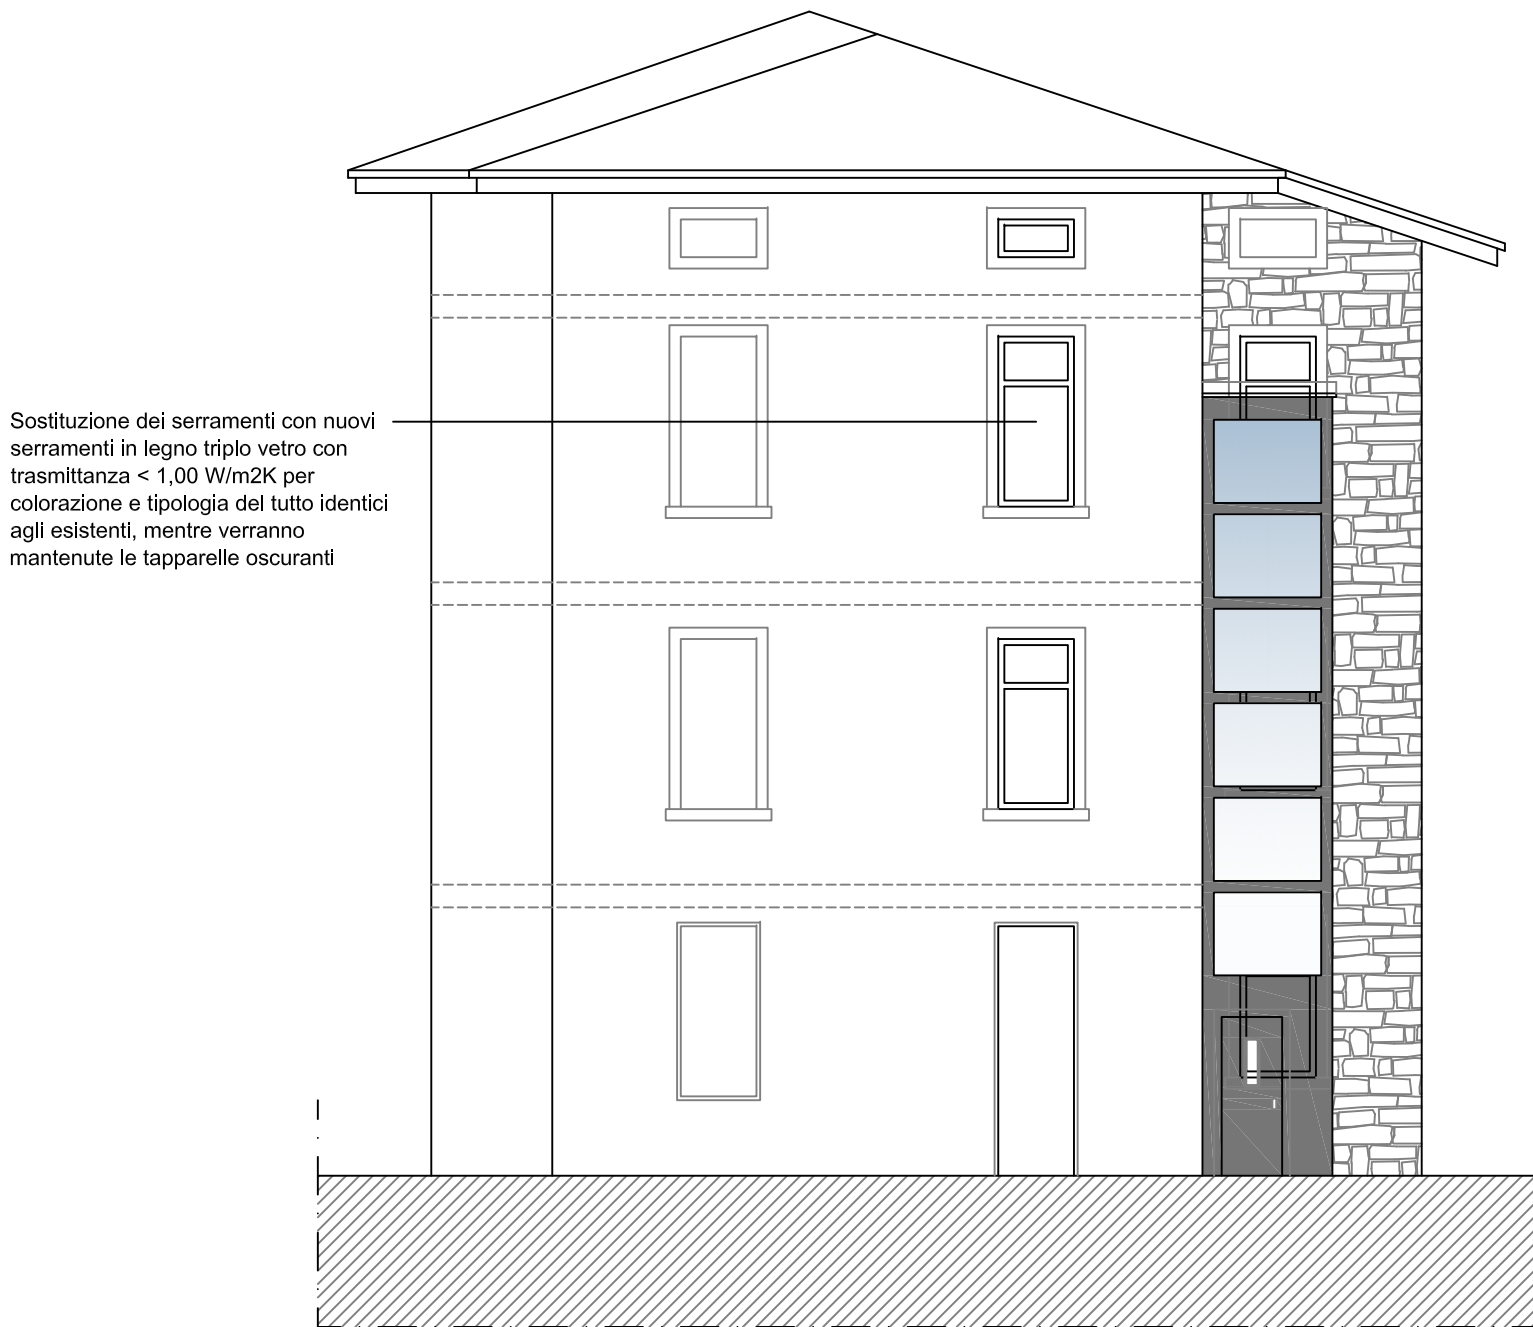 Sostituzione dei serramenti con nuovi
serramenti in legno triplo vetro con
trasmittanza < 1,00 W/m2K per
colorazione e tipologia del tutto identici
agli esistenti, mentre verranno
mantenute le tapparelle oscuranti